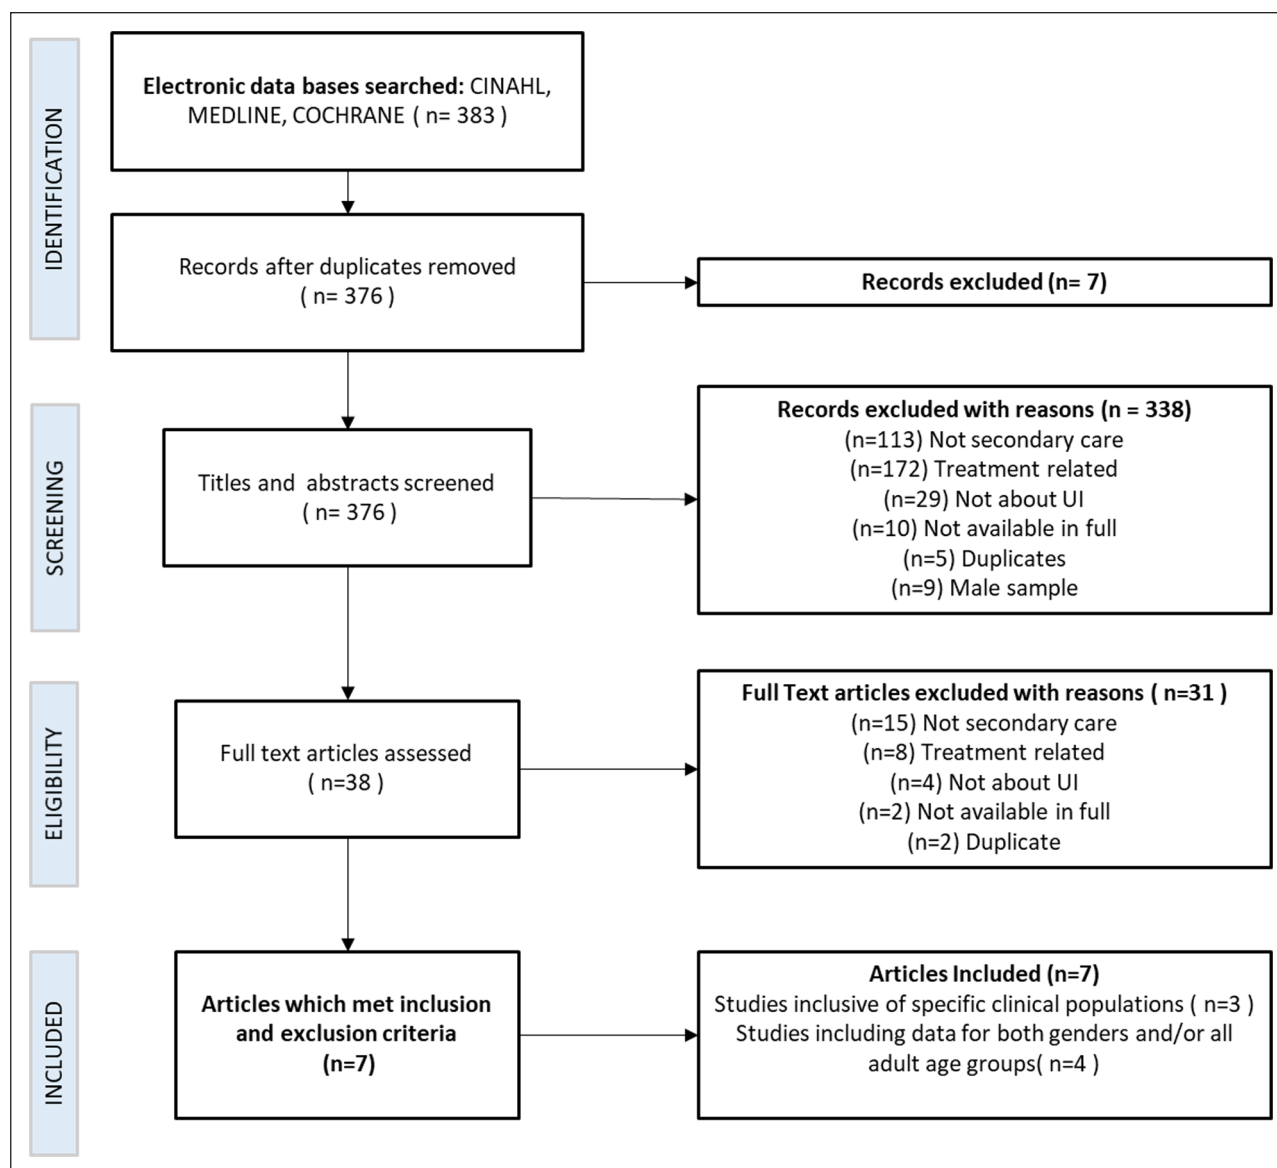 IDENTIFICATION
Electronic data bases searched: CINAHL,
MEDLINE, COCHRANE ( n= 383 )
Records after duplicates removed
( n= 376 )
Records excluded (n= 7)
SCREENING
Titles and abstracts screened
( n= 376 )
Records excluded with reasons (n = 338)
(n=113) Not secondary care
(n=172) Treatment related
(n=29) Not about UI
(n=10) Not available in full
(n=5) Duplicates
(n=9) Male sample
ELIGIBILITY
Full text articles assessed
( n=38 )
Full Text articles excluded with reasons ( n=31 )
(n=15) Not secondary care
(n=8) Treatment related
(n=4) Not about UI
(n=2) Not available in full
(n=2) Duplicate
INCLUDED
Articles which met inclusion
and exclusion criteria
(n=7)
Articles Included (n=7)
Studies inclusive of specific clinical populations ( n=3 )
Studies including data for both genders and/or all
adult age groups( n=4 )